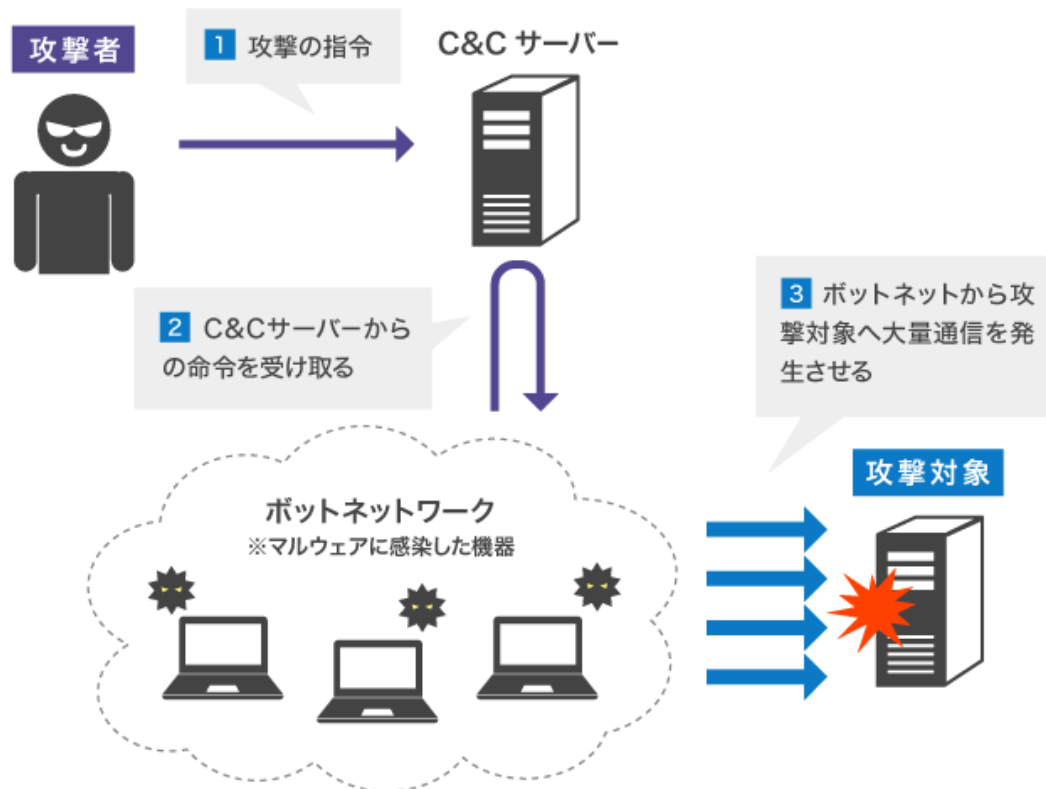 攻撃者
1 攻撃の指令
C&C サーバー
2 C&Cサーバーから
の命令を受け取る
3 ボットネットから攻
撃対象へ大量通信を発
生させる
攻撃対象
ボットネットワーク
※マルウェアに感染した機器